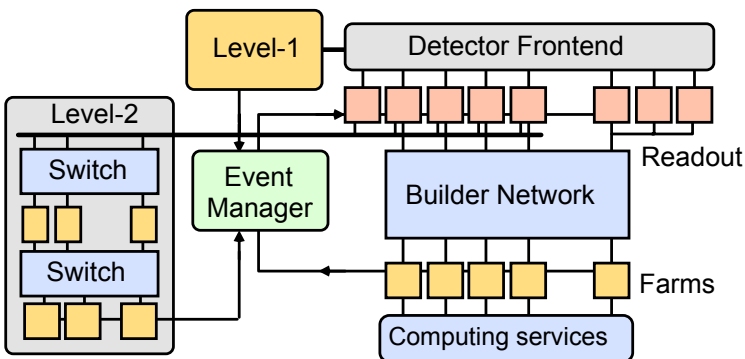 Level-1
Detector Frontend
Level-2
Switch
Event
Manager
Builder Network
Readout
Switch
Farms
Computing services